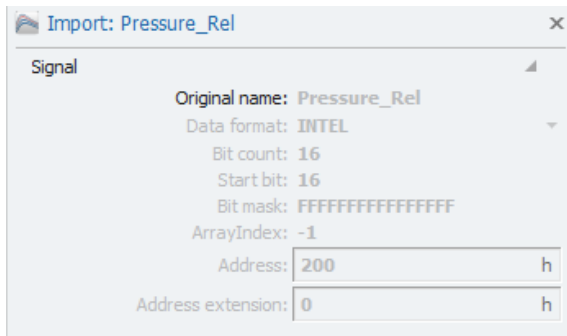 Import: Pressure_Rel
Signal
Original name: Pressure_Rel
Data format: INTEL
Bit count: 16
Start bit: 16
Bit mask: FFFFFFFFFFFFFFFF
ArrayIndex: -1
Address: 200 h
Address extension: 0 h